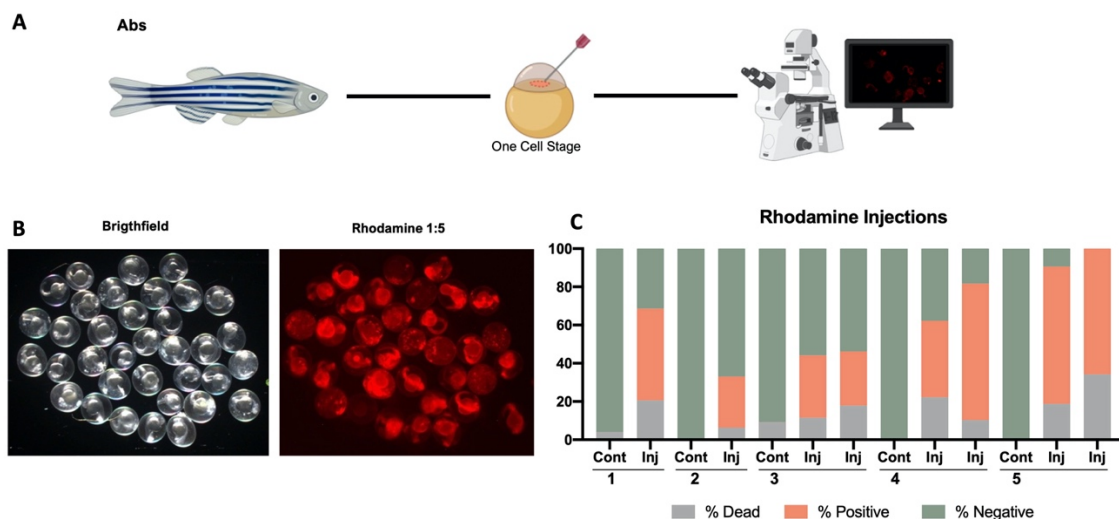 A
Abs
One Cell Stage
B
Brigthfield
Rhodamine 1:5
C
Rhodamine Injections
100
80
60
40
20
0
Cont Inj Cont Inj Cont Inj Inj Cont Inj Inj Cont Inj Inj
1 2 3 4 5
% Dead % Positive % Negative